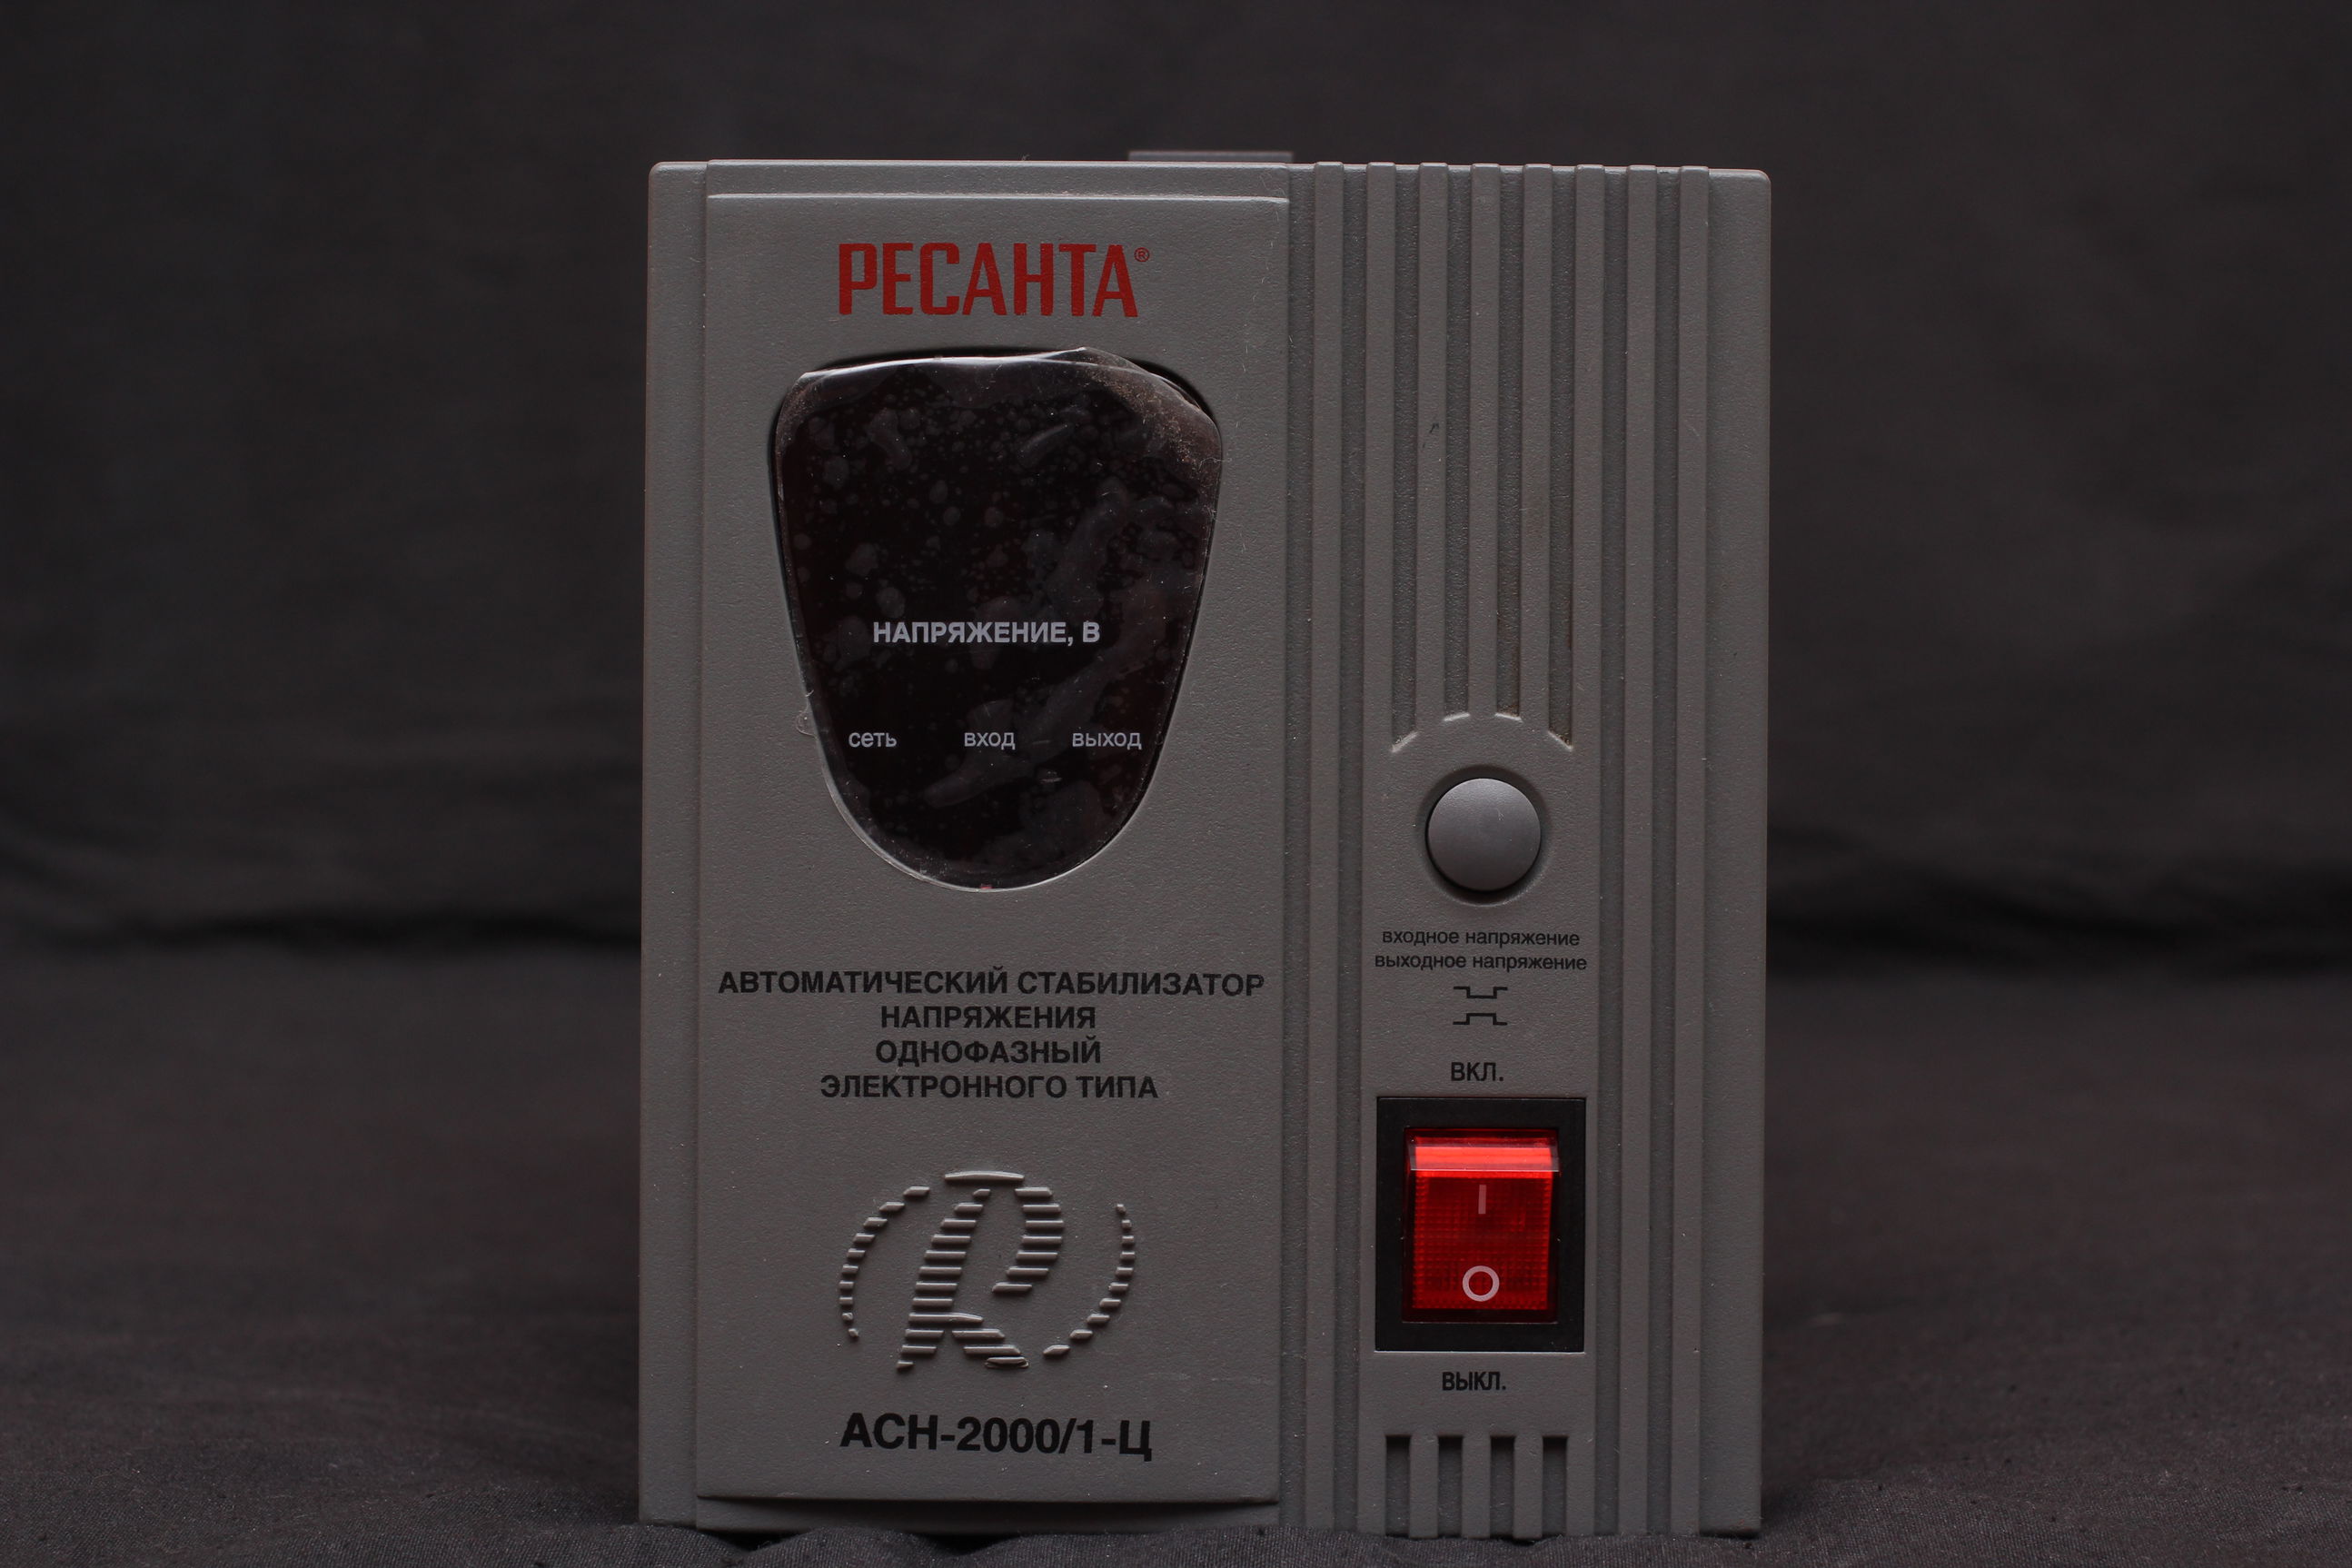 РЕСАНТА®
НАПРЯЖЕНИЕ, В
сеть вход выход
АВТОМАТИЧЕСКИЙ СТАБИЛИЗАТОР
НАПРЯЖЕНИЯ
ОДНОФАЗНЫЙ
ЭЛЕКТРОННОГО ТИПА
R
АСН-2000/1-Ц
входное напряжение
выходное напряжение
ВКЛ.
I
O
ВЫКЛ.